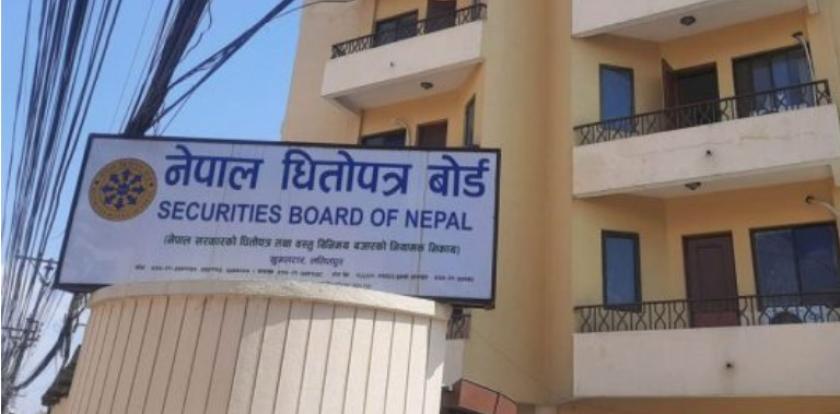 नेपाल धितोपत्र बोर्ड
SECURITIES BOARD OF NEPAL
(नेपाल सरकारको धितोपत्र तथा वस्तु विनिमय बजारको नियामक निकाय)
खुमलटार, ललितपुर